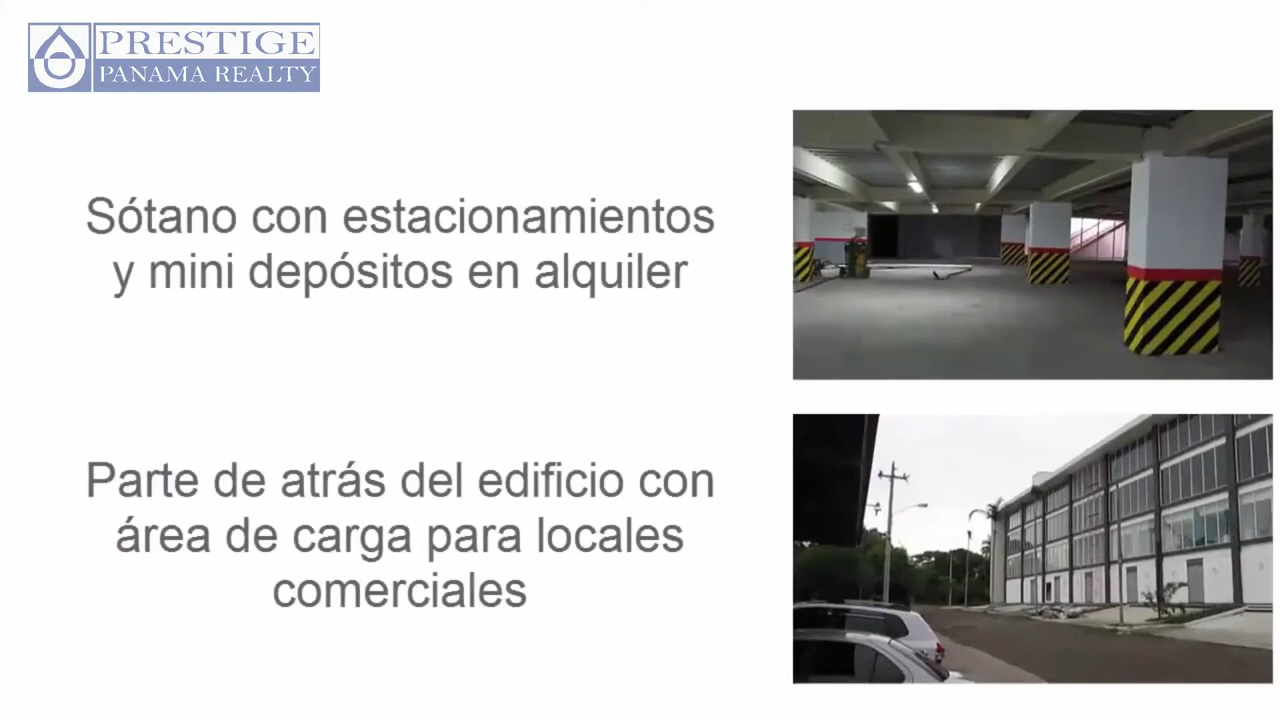 PRESTIGE
PANAMA REALTY
Sótano con estacionamientos
y mini depósitos en alquiler
Parte de atrás del edificio con
área de carga para locales
comerciales